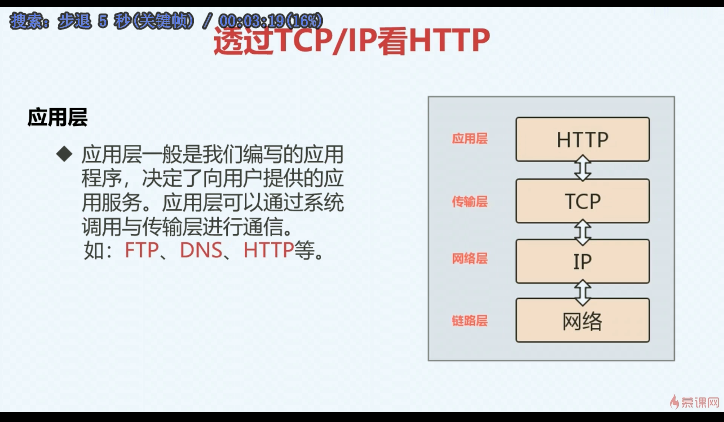 搜索: 步退 5 秒(关键帧) / 00:03:19(16%)
透过TCP/IP看HTTP
应用层
◆ 应用层一般是我们编写的应用
程序，决定了向用户提供的应
用服务。应用层可以通过系统
调用与传输层进行通信。
如：FTP、DNS、HTTP等。
应用层 HTTP
传输层 TCP
网络层 IP
链路层 网络
慕课网